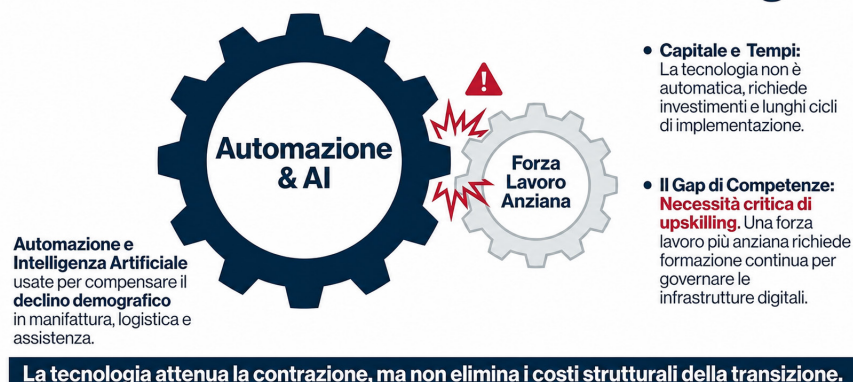 Automazione
& AI
Forza
Lavoro
Anziana
Automazione e
Intelligenza Artificiale
usate per compensare il
declino demografico
in manifattura, logistica e
assistenza.
• Capitale e Tempi:
La tecnologia non è
automatica, richiede
investimenti e lunghi cicli
di implementazione.
• Il Gap di Competenze:
Necessità critica di
upskilling. Una forza
lavoro più anziana richiede
formazione continua per
governare le
infrastrutture digitali.
La tecnologia attenua la contrazione, ma non elimina i costi strutturali della transizione.